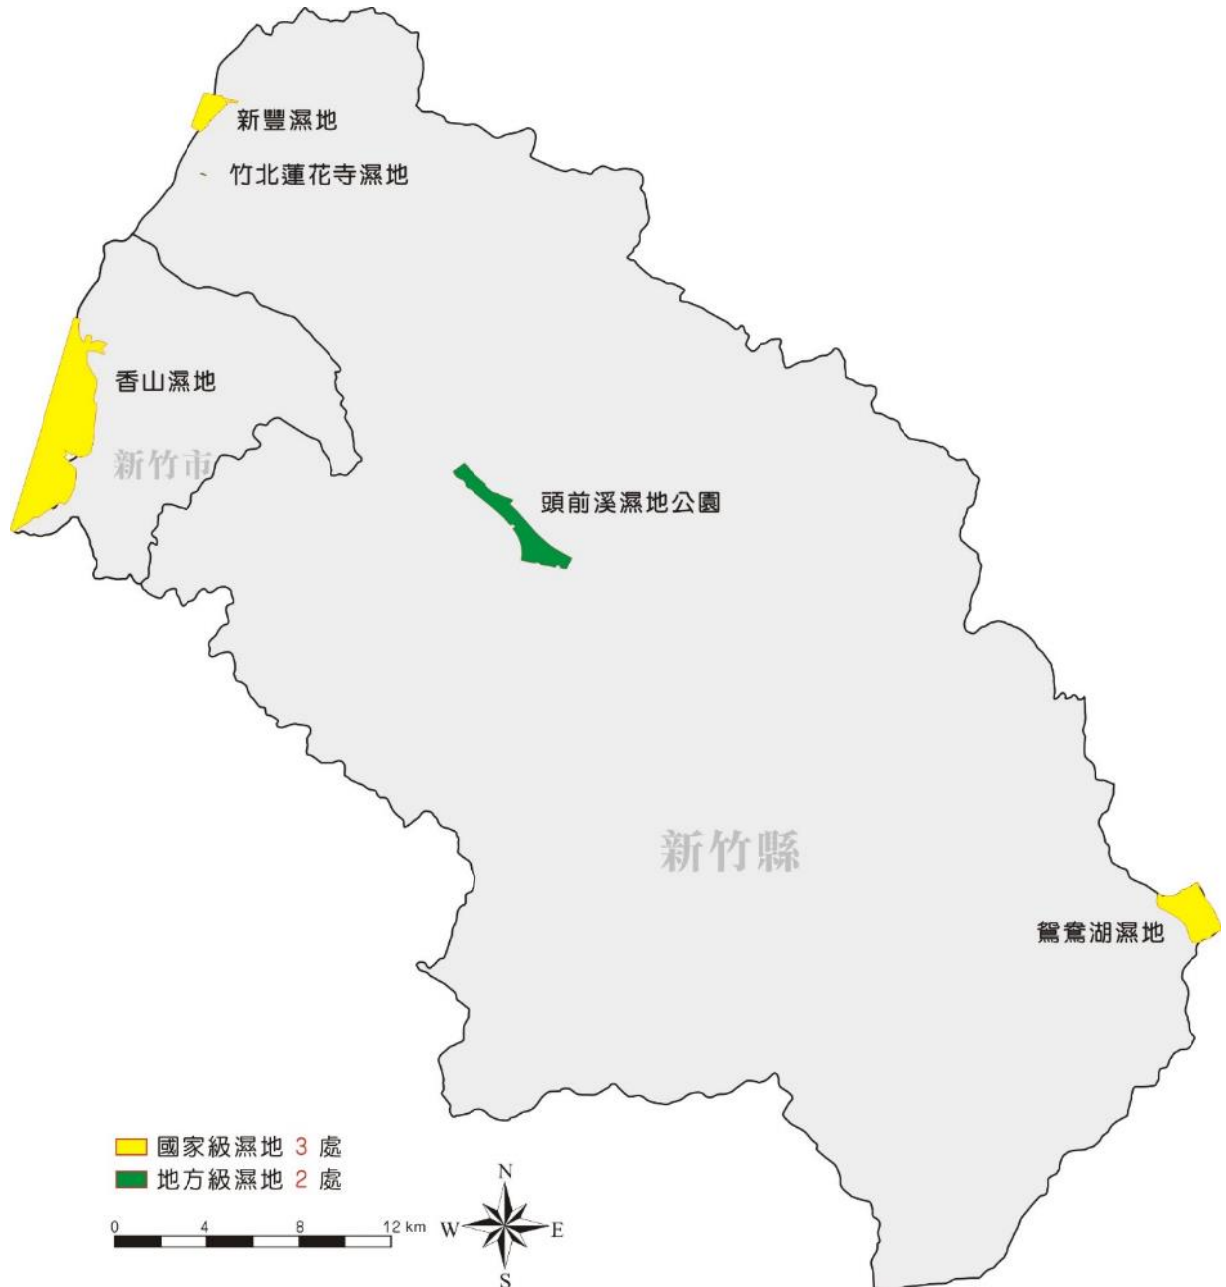 新豐濕地
竹北蓮花寺濕地
香山濕地
新竹市
頭前溪濕地公園
新竹縣
鴛鴦湖濕地
國家級濕地 3 處
地方級濕地 2 處
0 4 8 12 km
N
W E
S